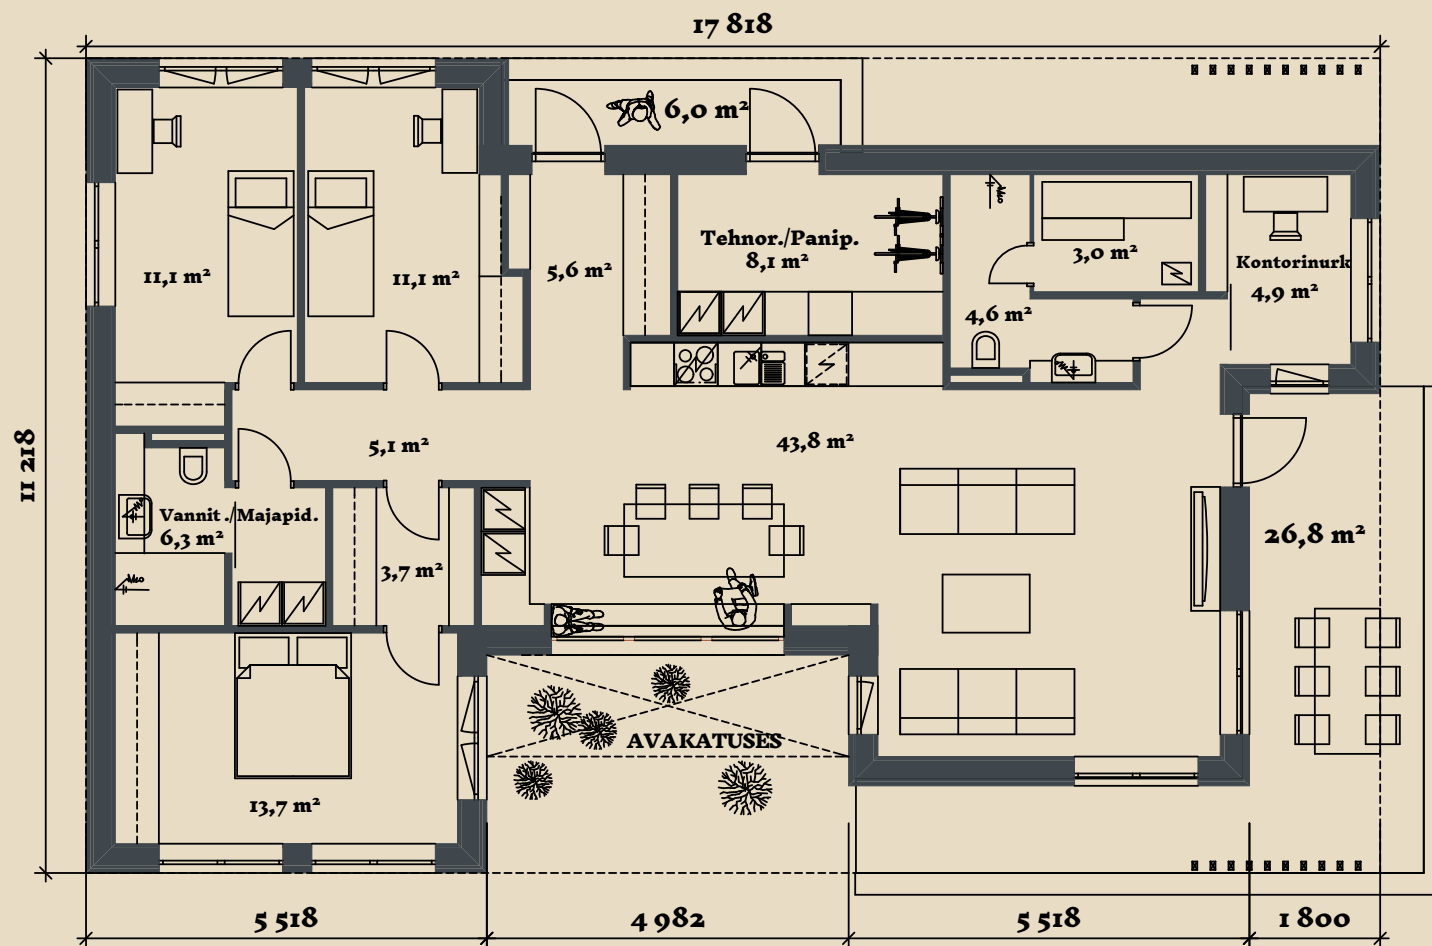 17 818
6,0 m²
11,1 m²
11,1 m²
5,6 m²
Tehnor./Panip.
8,1 m²
3,0 m²
Kontorinurk
4,9 m²
4,6 m²
11 218
5,1 m²
43,8 m²
Vannit./Majapid.
6,3 m²
3,7 m²
26,8 m²
AVAKATUSES
13,7 m²
5 518
4 982
5 518
1 800